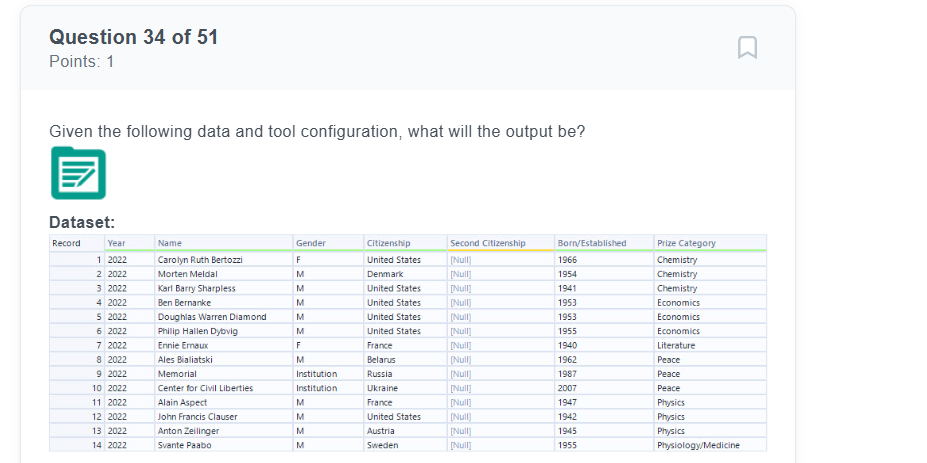 Question 34 of 51
Points: 1
Given the following data and tool configuration, what will the output be?
Dataset:
Record Year Name Gender Citizenship Second Citizenship Born/Established Prize Category
1 2022 Carolyn Ruth Bertozzi F United States [Null] 1966 Chemistry
2 2022 Morten Meldal M Denmark [Null] 1954 Chemistry
3 2022 Karl Barry Sharpless M United States [Null] 1941 Chemistry
4 2022 Ben Bernanke M United States [Null] 1953 Economics
5 2022 Doughlas Warren Diamond M United States [Null] 1953 Economics
6 2022 Philip Hallen Dybvig M United States [Null] 1955 Economics
7 2022 Ennie Ernaux F France [Null] 1940 Literature
8 2022 Ales Bialiatski M Belarus [Null] 1962 Peace
9 2022 Memorial Institution Russia [Null] 1987 Peace
10 2022 Center for Civil Liberties Institution Ukraine [Null] 2007 Peace
11 2022 Alain Aspect M France [Null] 1947 Physics
12 2022 John Francis Clauser M United States [Null] 1942 Physics
13 2022 Anton Zeilinger M Austria [Null] 1945 Physics
14 2022 Svante Paabo M Sweden [Null] 1955 Physiology/Medicine